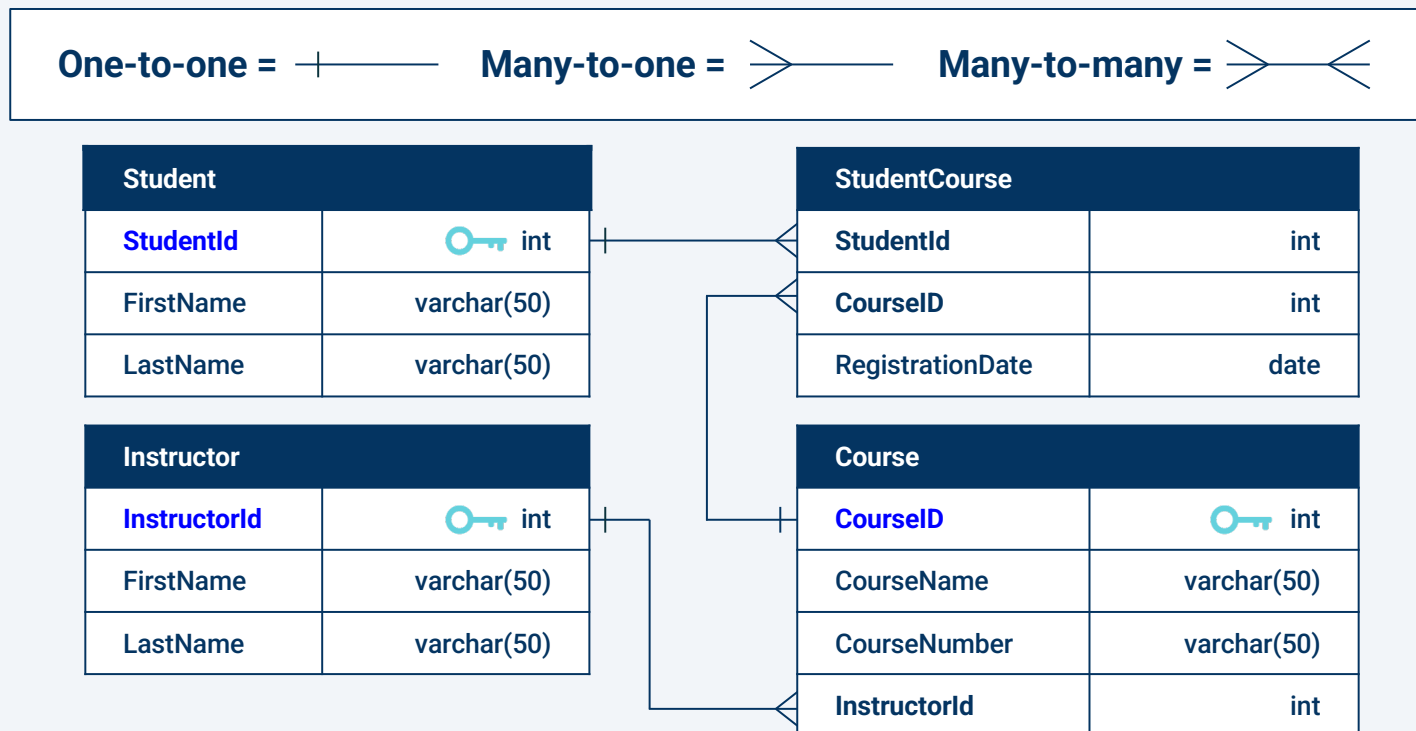 One-to-one = Many-to-one = Many-to-many =
Student
StudentId int
FirstName varchar(50)
LastName varchar(50)
StudentCourse
StudentId int
CourseID int
RegistrationDate date
Instructor
InstructorId int
FirstName varchar(50)
LastName varchar(50)
Course
CourseID int
CourseName varchar(50)
CourseNumber varchar(50)
InstructorId int